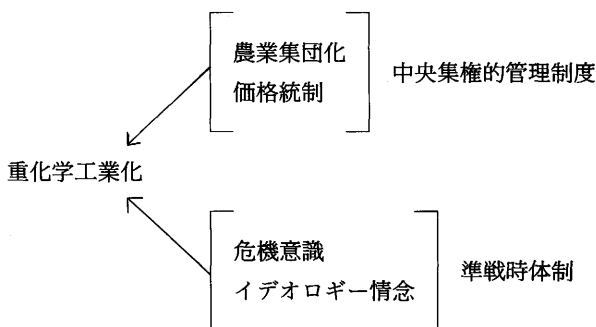 農業集団化
価格統制
中央集権的管理制度
重化学工業化
危機意識
イデオロギー情念
準戦時体制